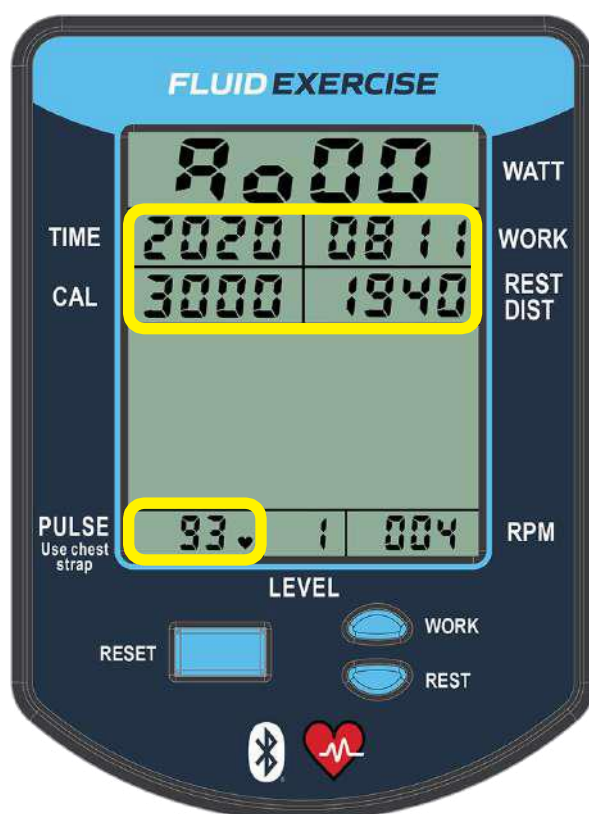 FLUID EXERCISE
Ao00 WATT
TIME 2020 0811 WORK
CAL 3000 1940 REST DIST
PULSE Use chest strap 93 1 004 RPM
LEVEL
RESET
WORK
REST